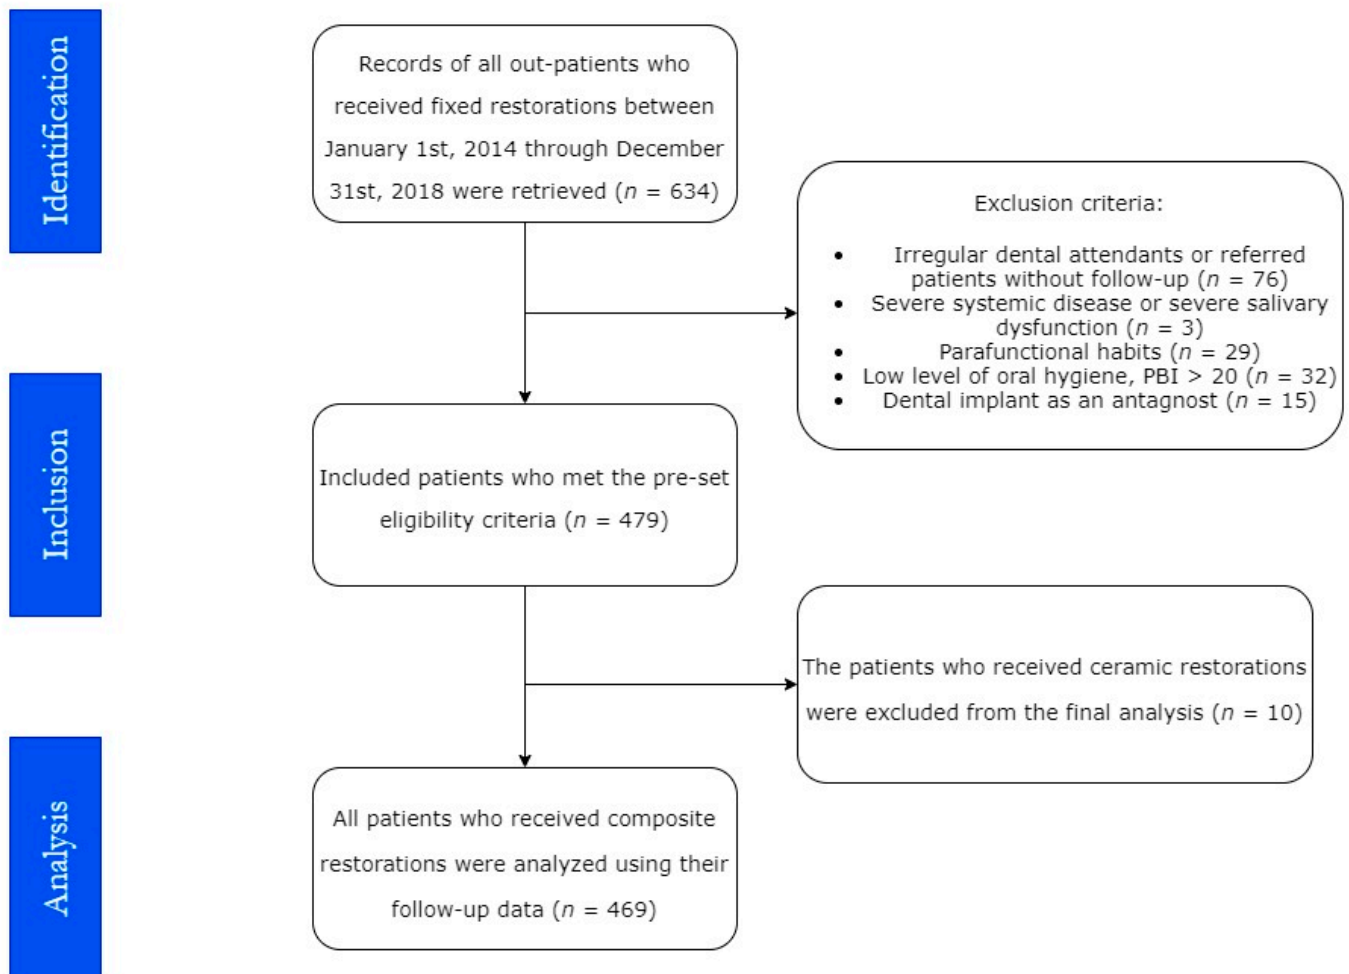 Identification
Records of all out-patients who
received fixed restorations between
January 1st, 2014 through December
31st, 2018 were retrieved (n = 634)
Exclusion criteria:
• Irregular dental attendants or referred
patients without follow-up (n = 76)
• Severe systemic disease or severe salivary
dysfunction (n = 3)
• Parafunctional habits (n = 29)
• Low level of oral hygiene, PBI > 20 (n = 32)
• Dental implant as an antagnost (n = 15)
Inclusion
Included patients who met the pre-set
eligibility criteria (n = 479)
The patients who received ceramic restorations
were excluded from the final analysis (n = 10)
Analysis
All patients who received composite
restorations were analyzed using their
follow-up data (n = 469)